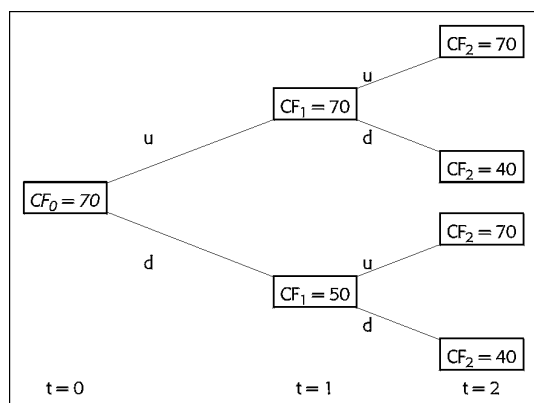 CF₂ = 70
u
CF₁ = 70
u
d
CF₂ = 40
CF₀ = 70
CF₂ = 70
d
u
CF₁ = 50
d
CF₂ = 40
t = 0 t = 1 t = 2